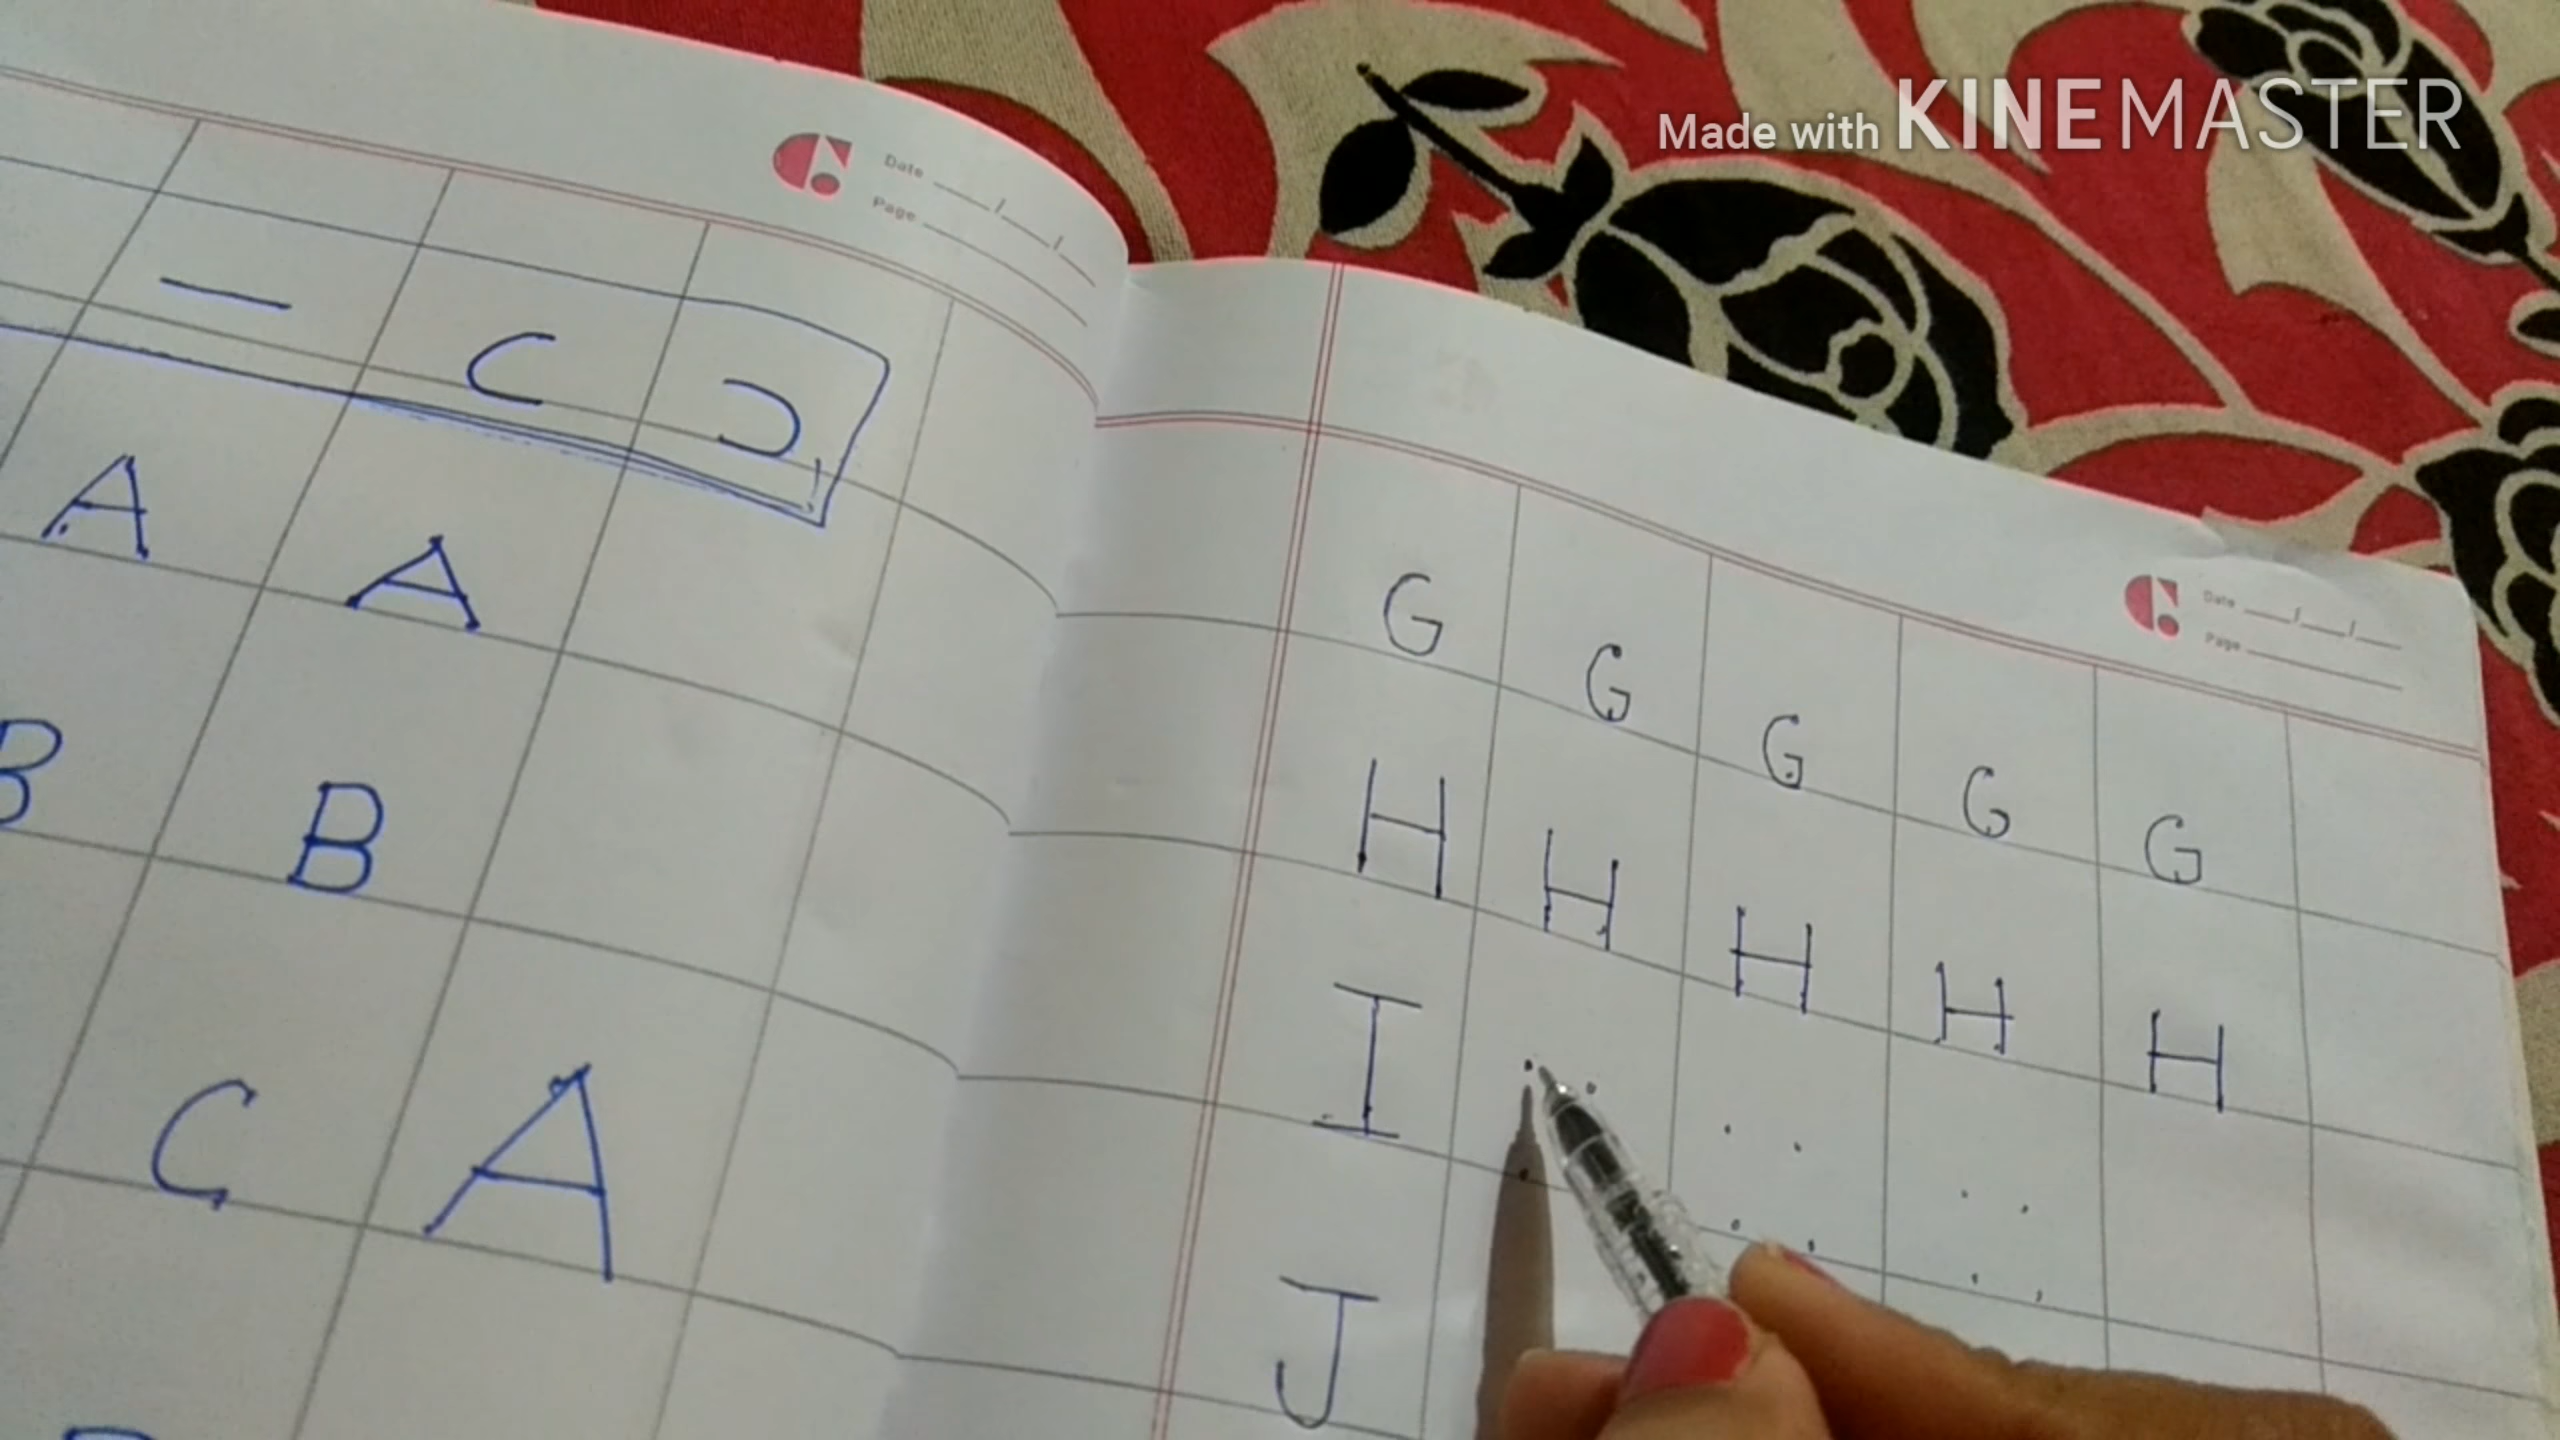 Made with KINEMASTER
Date
Page
— C Ɔ
A A
B B
C A
Date
Page
G G G G G
H H H H H
I
J